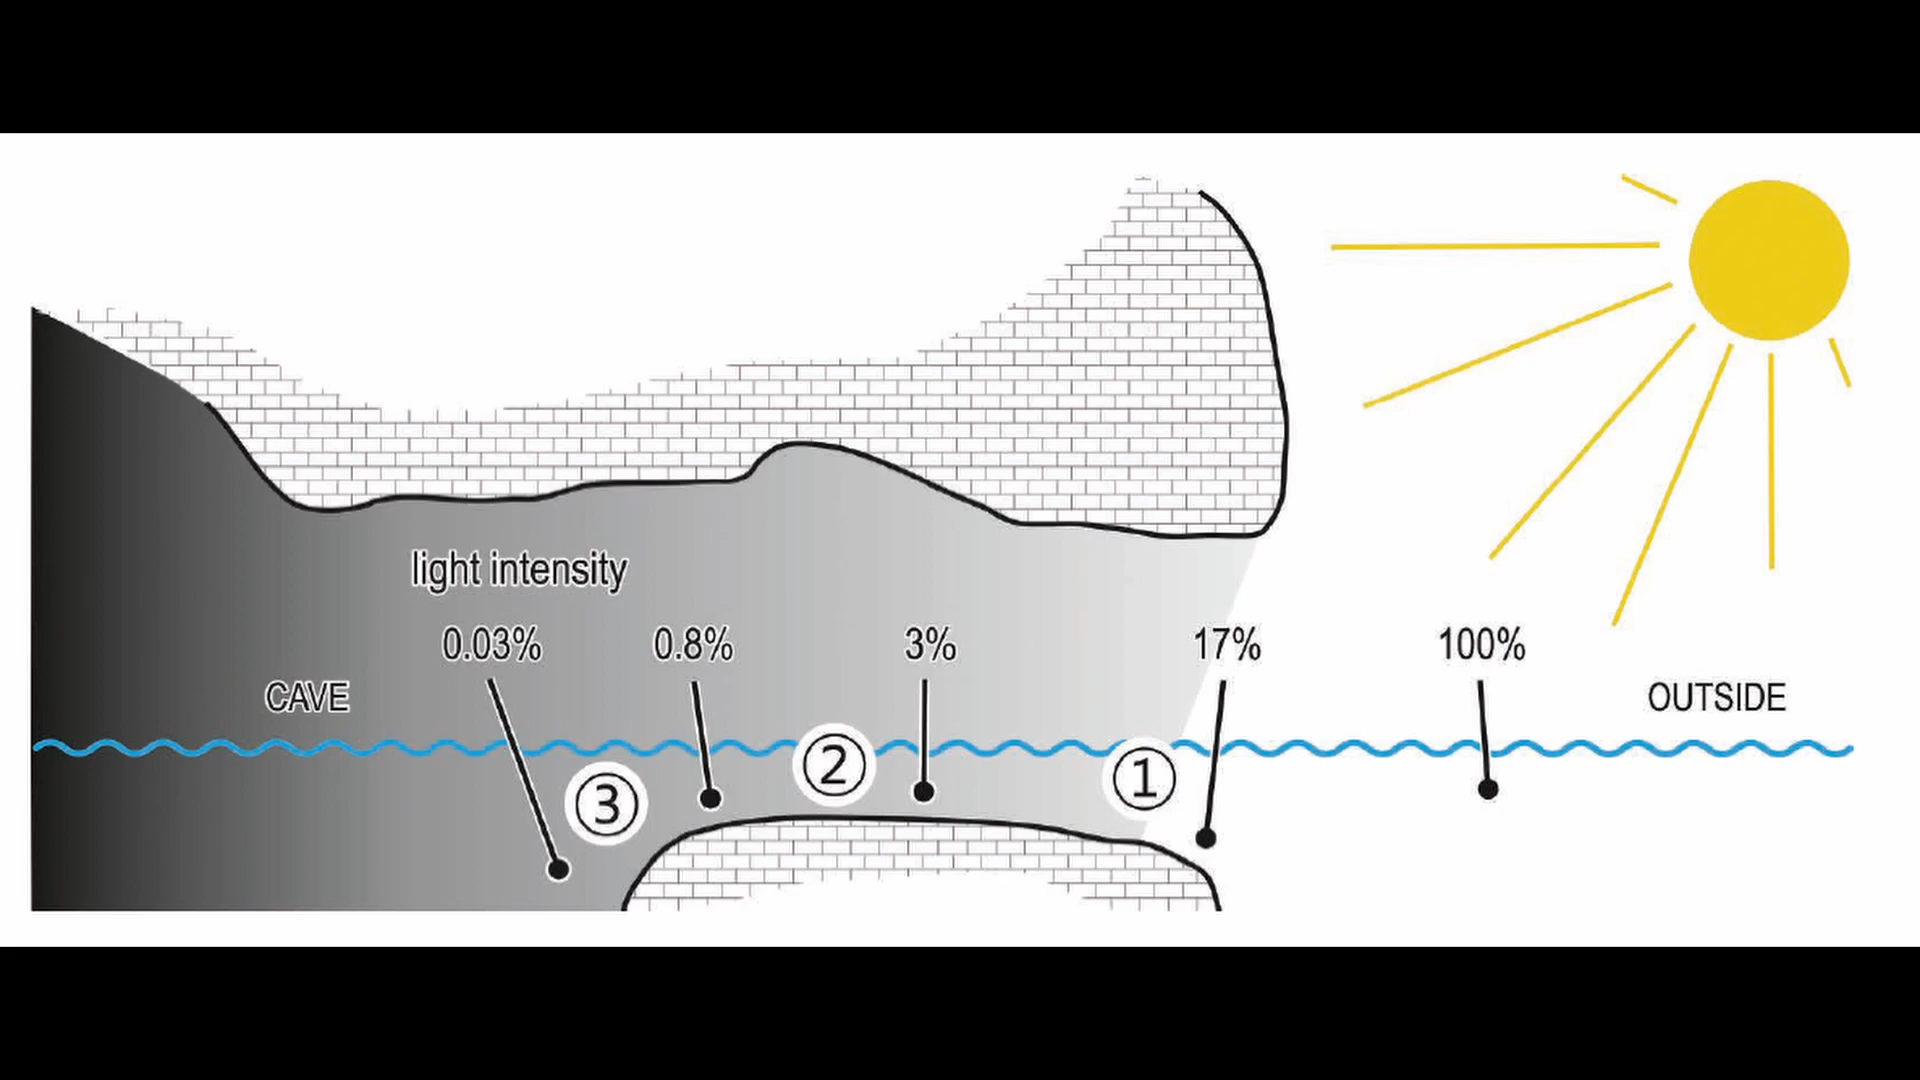 light intensity
0.03% 0.8% 3% 17% 100%
CAVE OUTSIDE
③ ② ①